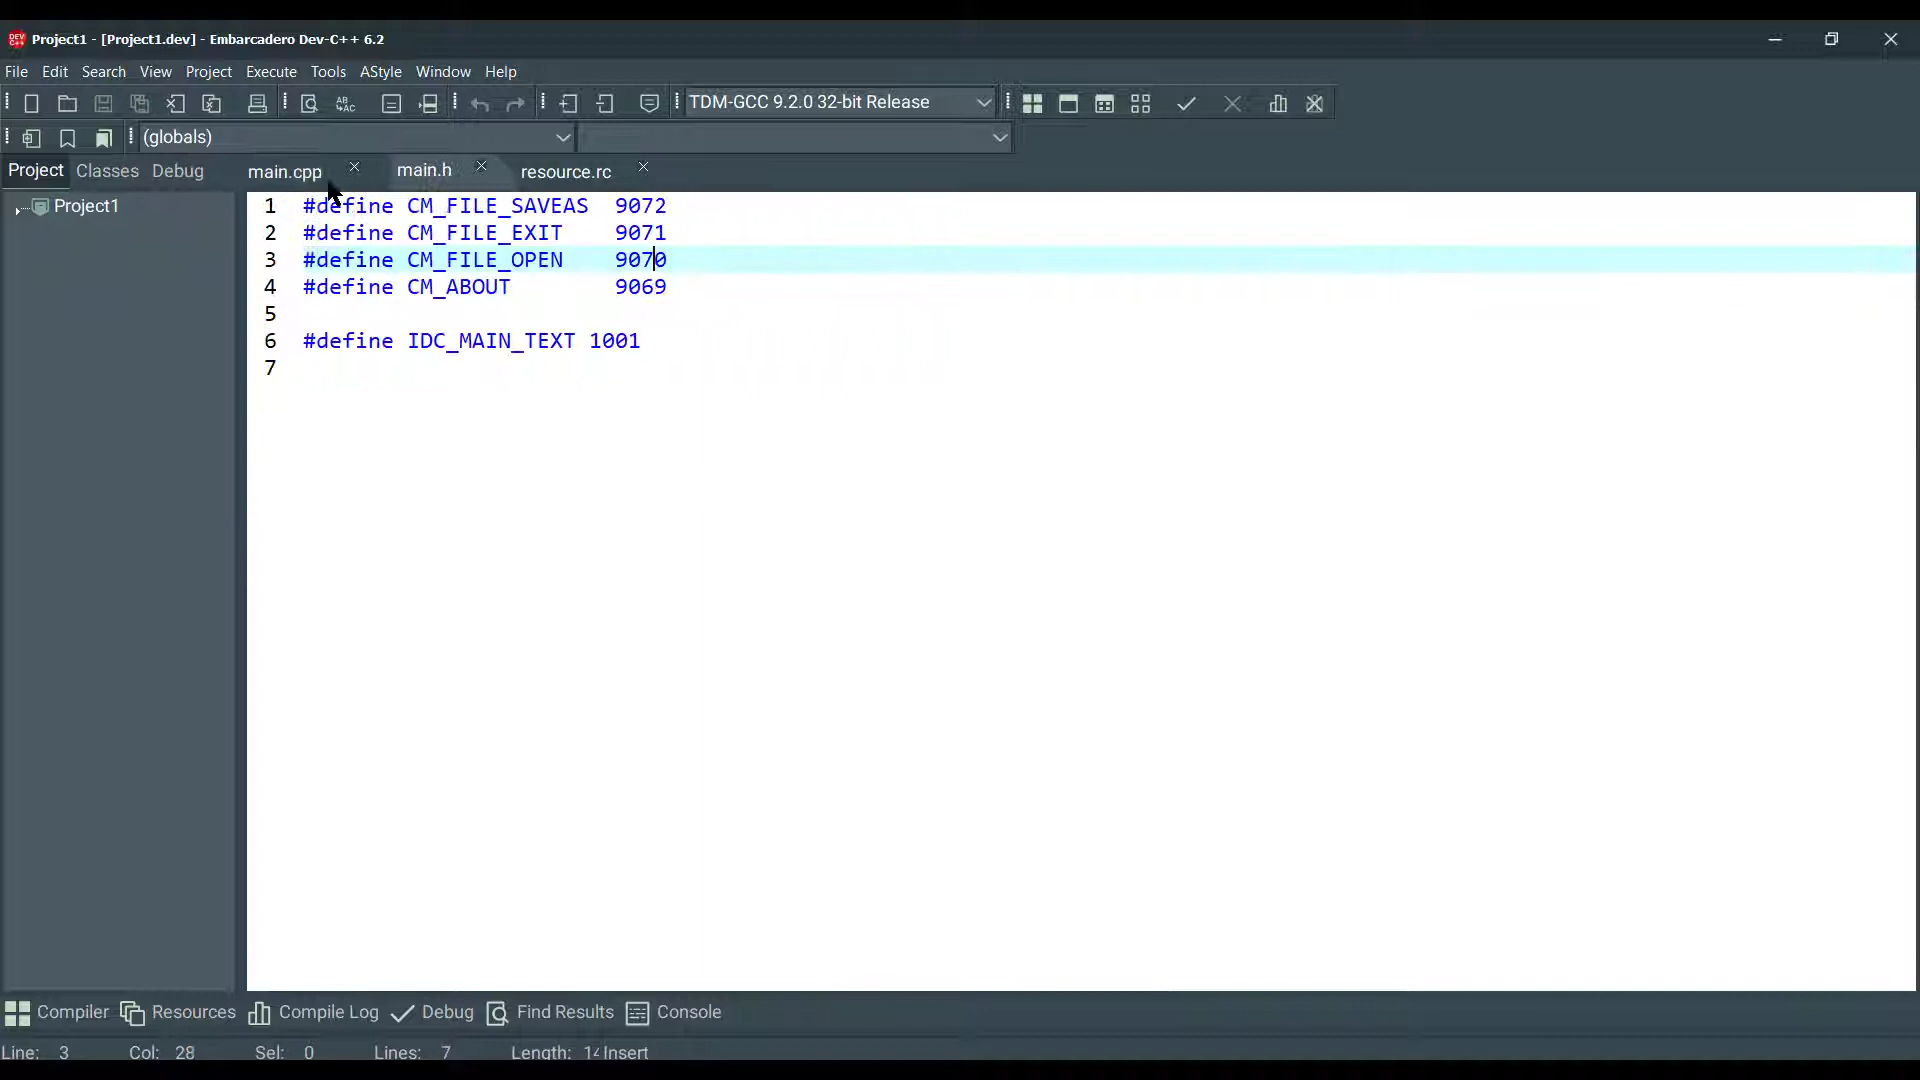 Project1 - [Project1.dev] - Embarcadero Dev-C++ 6.2
File Edit Search View Project Execute Tools AStyle Window Help
TDM-GCC 9.2.0 32-bit Release
(globals)
Project Classes Debug main.cpp main.h resource.rc
Project1
1 #define CM_FILE_SAVEAS  9072
2 #define CM_FILE_EXIT    9071
3 #define CM_FILE_OPEN    9070
4 #define CM_ABOUT        9069
5
6 #define IDC_MAIN_TEXT 1001
7
Compiler Resources Compile Log Debug Find Results Console
Line: 3 Col: 28 Sel: 0 Lines: 7 Length: Insert